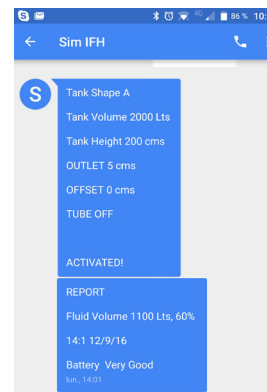 4G 86 % 10:
Sim IFH
S
Tank Shape A
Tank Volume 2000 Lts
Tank Height 200 cms
OUTLET 5 cms
OFFSET 0 cms
TUBE OFF
ACTIVATED!
REPORT
Fluid Volume 1100 Lts, 60%
14:1 12/9/16
Battery Very Good
lun., 14:01